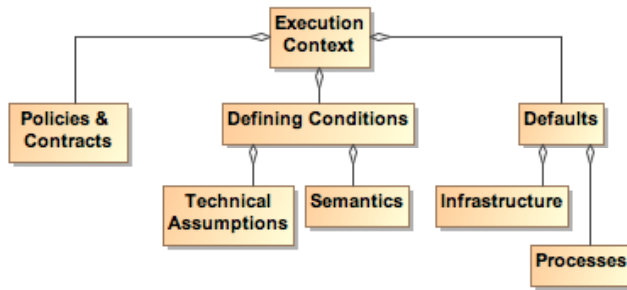 Execution
Context
Policies &
Contracts
Defining Conditions
Defaults
Technical
Assumptions
Semantics
Infrastructure
Processes